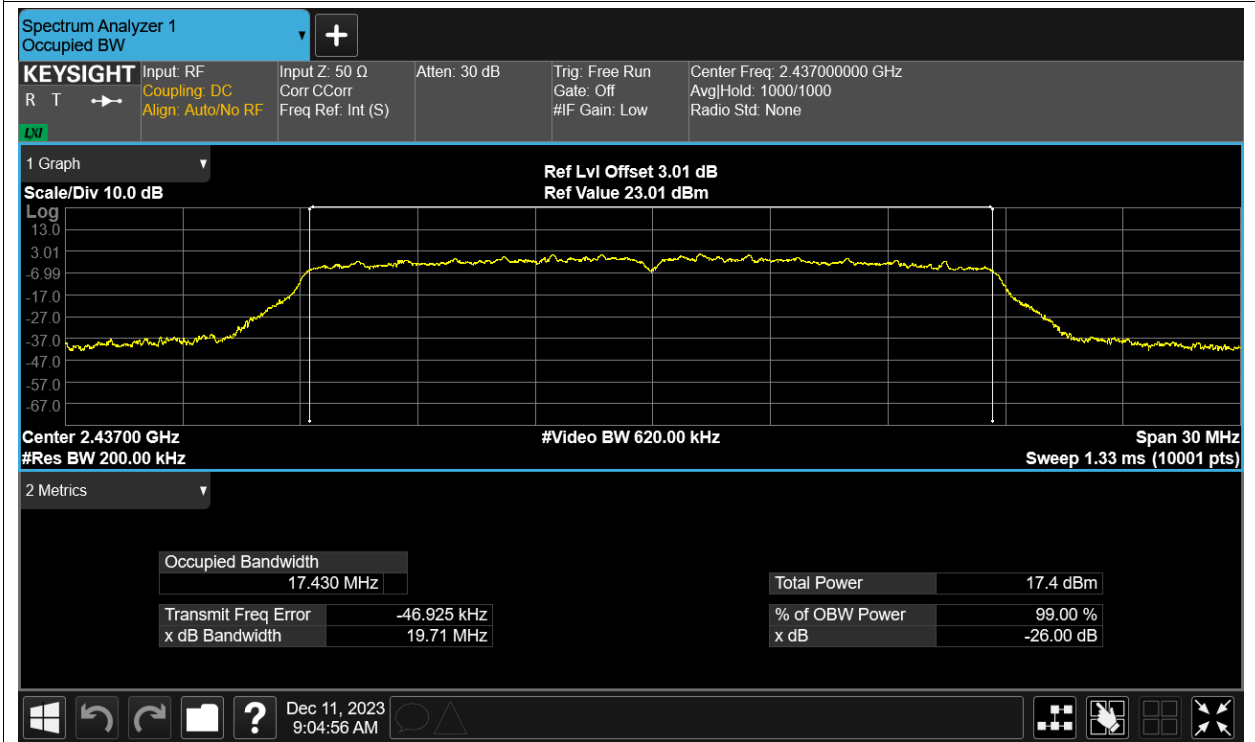 Spectrum Analyzer 1
Occupied BW
KEYSIGHT
R T
LXI
Input: RF
Coupling: DC
Align: Auto/No RF
Input Z: 50 Ω
Corr CCorr
Freq Ref: Int (S)
Atten: 30 dB
Trig: Free Run
Gate: Off
#IF Gain: Low
Center Freq: 2.437000000 GHz
Avg|Hold: 1000/1000
Radio Std: None
1 Graph
Scale/Div 10.0 dB
Ref Lvl Offset 3.01 dB
Ref Value 23.01 dBm
Log
13.0
3.01
-6.99
-17.0
-27.0
-37.0
-47.0
-57.0
-67.0
Center 2.43700 GHz
#Video BW 620.00 kHz
Span 30 MHz
#Res BW 200.00 kHz
Sweep 1.33 ms (10001 pts)
2 Metrics
Occupied Bandwidth
17.430 MHz
Transmit Freq Error -46.925 kHz
x dB Bandwidth 19.71 MHz
Total Power 17.4 dBm
% of OBW Power 99.00 %
x dB -26.00 dB
?
Dec 11, 2023
9:04:56 AM